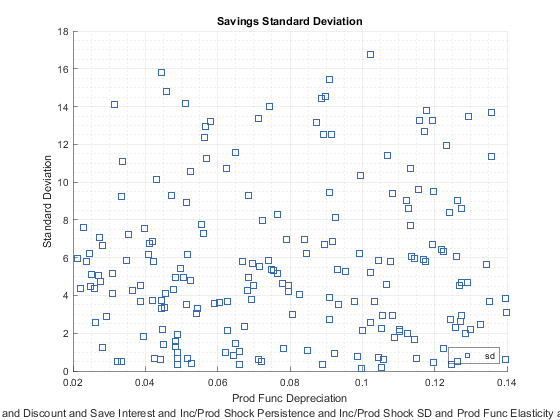 Savings Standard Deviation
Standard Deviation
18
16
14
12
10
8
6
4
2
0
0.02 0.04 0.06 0.08 0.1 0.12 0.14
sd
Prod Func Depreciation
and Discount and Save Interest and Inc/Prod Shock Persistence and Inc/Prod Shock SD and Prod Func Elasticity a